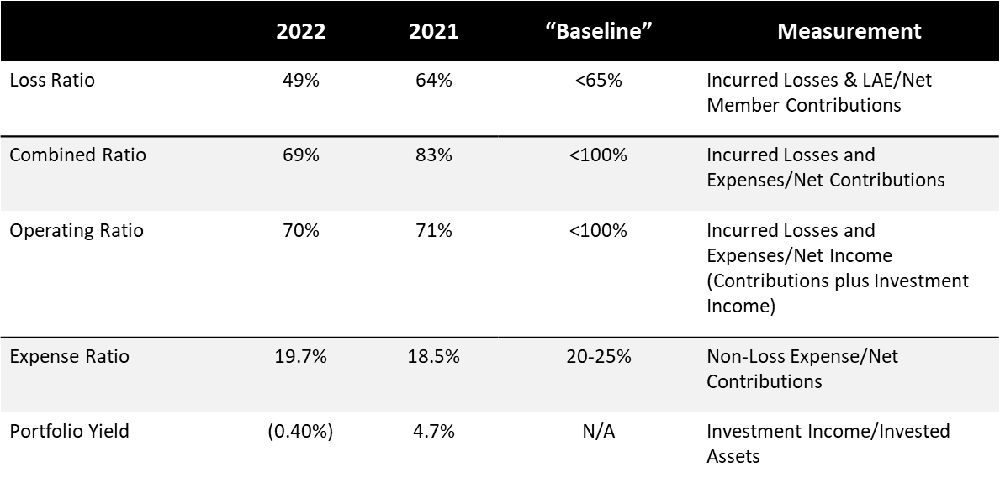 2022 2021 “Baseline” Measurement
Loss Ratio 49% 64% <65% Incurred Losses & LAE/Net
Member Contributions
Combined Ratio 69% 83% <100% Incurred Losses and
Expenses/Net Contributions
Operating Ratio 70% 71% <100% Incurred Losses and
Expenses/Net Income
(Contributions plus Investment
Income)
Expense Ratio 19.7% 18.5% 20-25% Non-Loss Expense/Net
Contributions
Portfolio Yield (0.40%) 4.7% N/A Investment Income/Invested
Assets